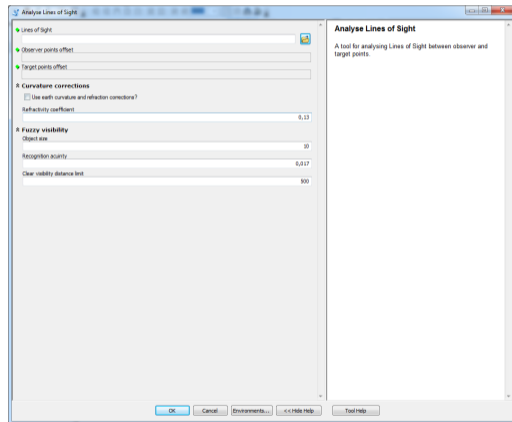 Analyse Lines of Sight
Lines of Sight
Observer points offset
Target points offset
Curvature corrections
Use earth curvature and refraction corrections?
Refractivity coefficient
0,13
Fuzzy visibility
Object size
10
Recognition acuinty
0,017
Clear visibility distance limit
500
OK Cancel Environments... << Hide Help
Analyse Lines of Sight
A tool for analysing Lines of Sight between observer and
target points.
Tool Help